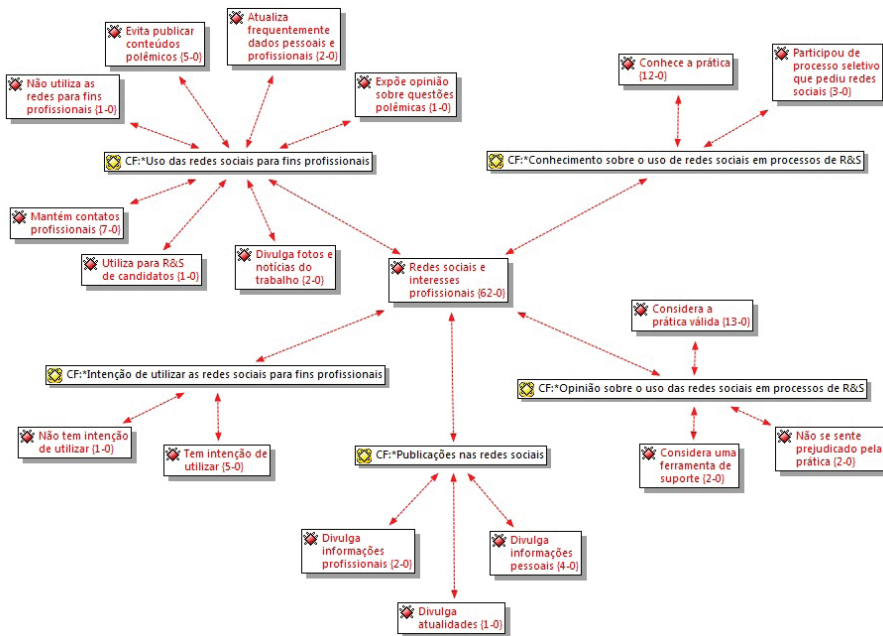 Evita publicar
conteúdos
polêmicos {5-0}
Atualiza
frequentemente
dados pessoais e
profissionais {2-0}
Não utiliza as
redes para fins
profissionais {1-0}
Expõe opinião
sobre questões
polêmicas {1-0}
CF:*Uso das redes sociais para fins profissionais
Mantém contatos
profissionais {7-0}
Utiliza para R&S
de candidatos {1-0}
Divulga fotos e
notícias do
trabalho {2-0}
Conhece a prática
{12-0}
Participou de
processo seletivo
que pediu redes
sociais {3-0}
CF:*Conhecimento sobre o uso de redes sociais em processos de R&S
Redes sociais e
interesses
profissionais {62-0}
Considera a
prática válida {13-0}
CF:*Intenção de utilizar as redes sociais para fins profissionais
CF:*Opinião sobre o uso das redes sociais em processos de R&S
Não tem intenção
de utilizar {1-0}
Tem intenção de
utilizar {5-0}
CF:*Publicações nas redes sociais
Considera uma
ferramenta de
suporte {2-0}
Não se sente
prejudicado pela
prática {2-0}
Divulga
informações
profissionais {2-0}
Divulga
informações
pessoais {4-0}
Divulga
atualidades {1-0}